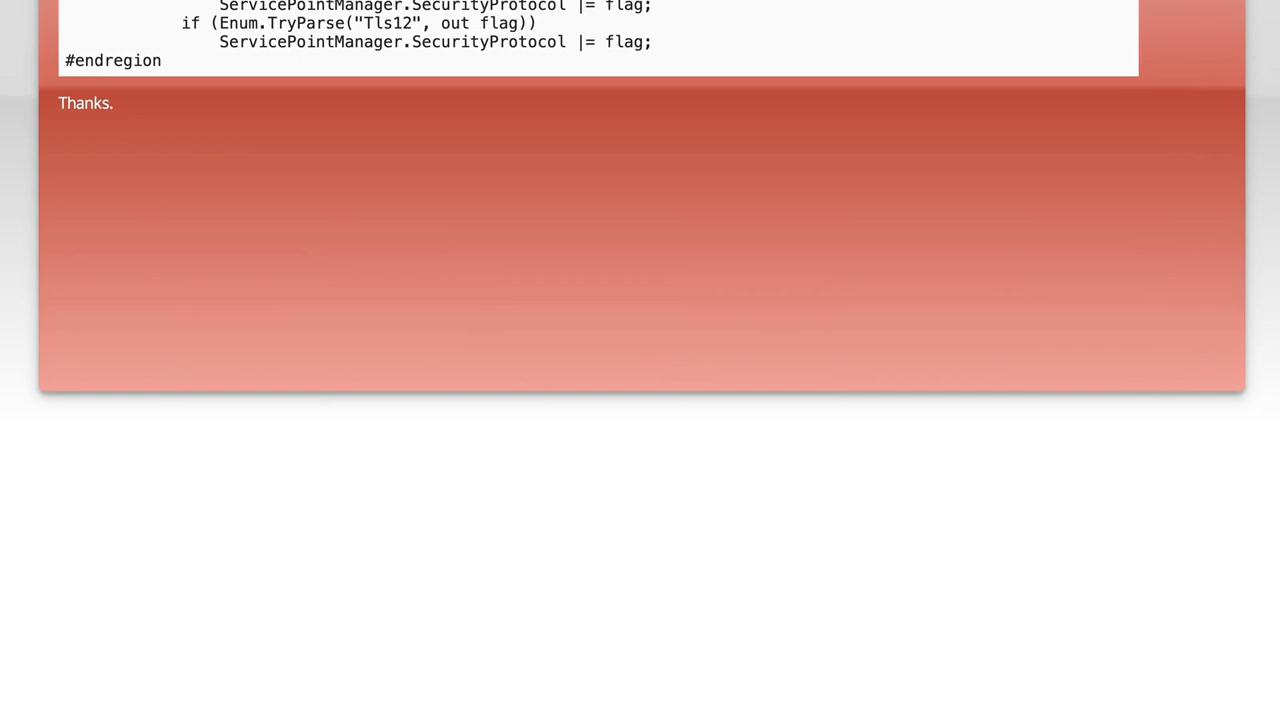 ServicePointManager.SecurityProtocol |= flag;
if (Enum.TryParse("Tls12", out flag))
ServicePointManager.SecurityProtocol |= flag;
#endregion
Thanks.